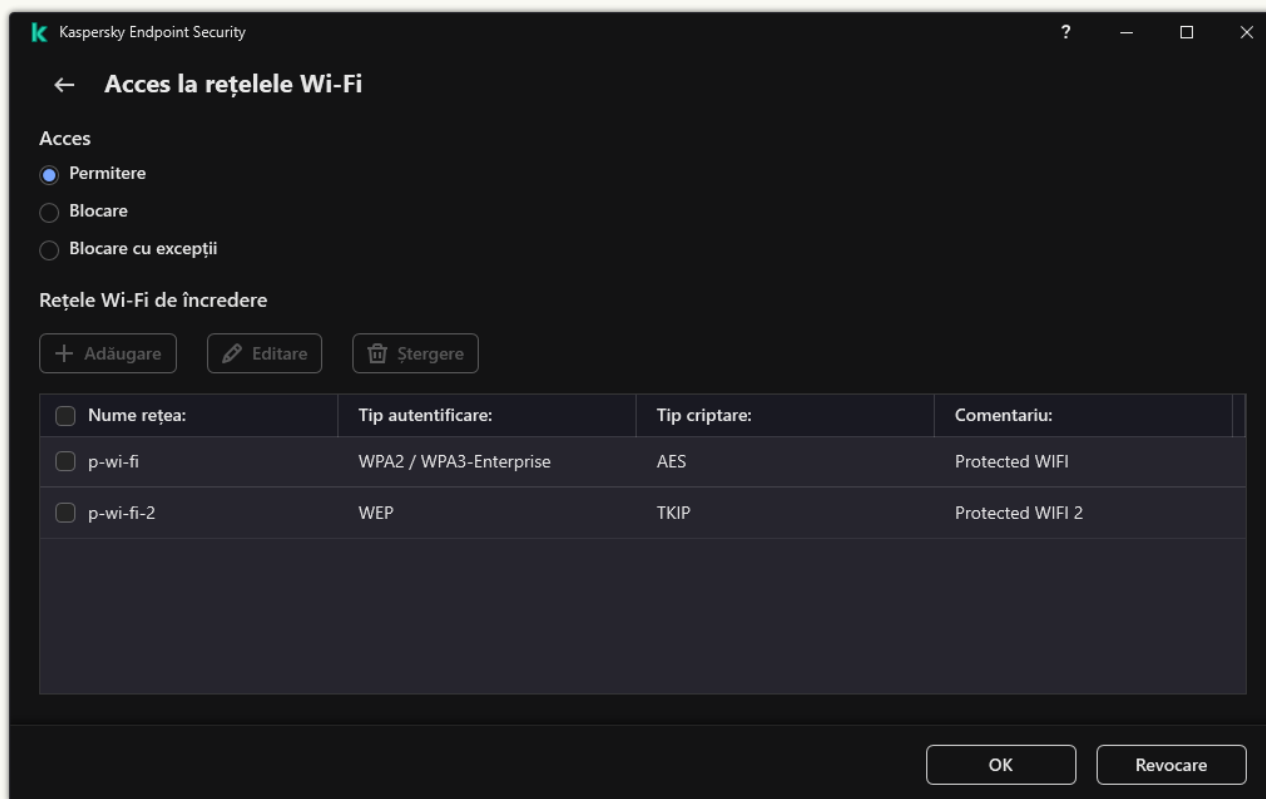 Kaspersky Endpoint Security ?
← Acces la rețelele Wi-Fi
Acces
Permitere
Blocare
Blocare cu excepții
Rețele Wi-Fi de încredere
+ Adăugare Editare Ștergere
Nume rețea: Tip autentificare: Tip criptare: Comentariu:
p-wi-fi WPA2 / WPA3-Enterprise AES Protected WIFI
p-wi-fi-2 WEP TKIP Protected WIFI 2
OK Revocare